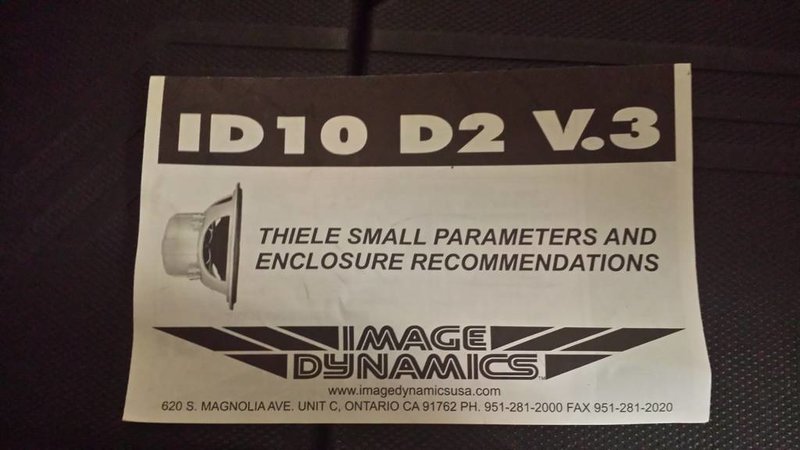 ID10 D2 V.3
THIELE SMALL PARAMETERS AND
ENCLOSURE RECOMMENDATIONS
IMAGE
DYNAMICS™
www.imagedynamicsusa.com
620 S. MAGNOLIA AVE. UNIT C, ONTARIO CA 91762 PH. 951-281-2000 FAX 951-281-2020